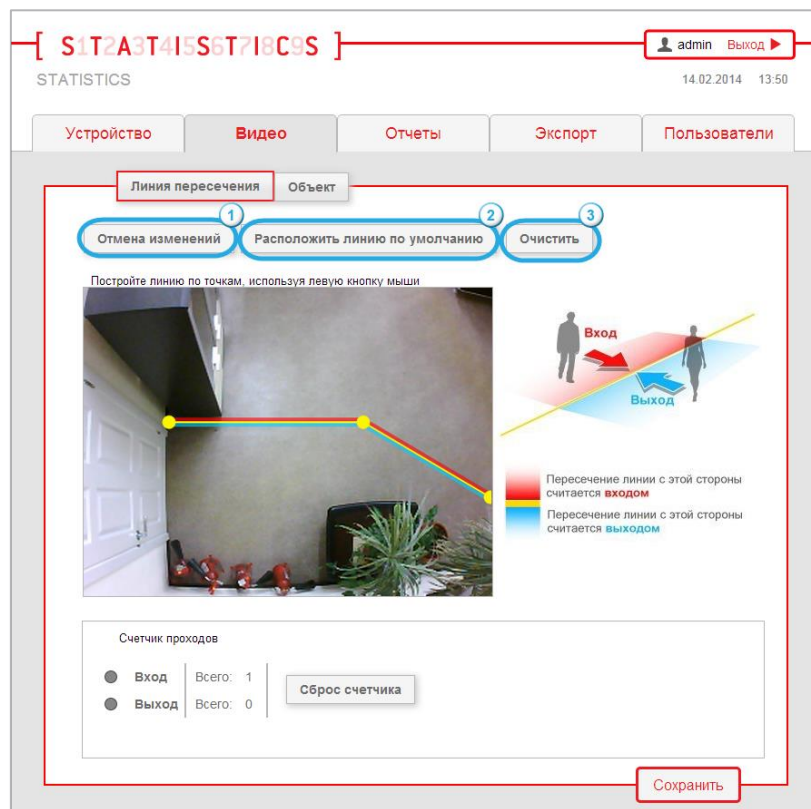 [ S1T2A3T4I5S6T7I8C9S ]
admin Выход
STATISTICS
14.02.2014 13:50
Устройство Видео Отчеты Экспорт Пользователи
Линия пересечения Объект
1 2 3
Отмена изменений Расположить линию по умолчанию Очистить
Постройте линию по точкам, используя левую кнопку мыши
Вход
Выход
Пересечение линии с этой стороны
считается входом
Пересечение линии с этой стороны
считается выходом
Счетчик проходов
Вход Всего: 1
Выход Всего: 0
Сброс счетчика
Сохранить